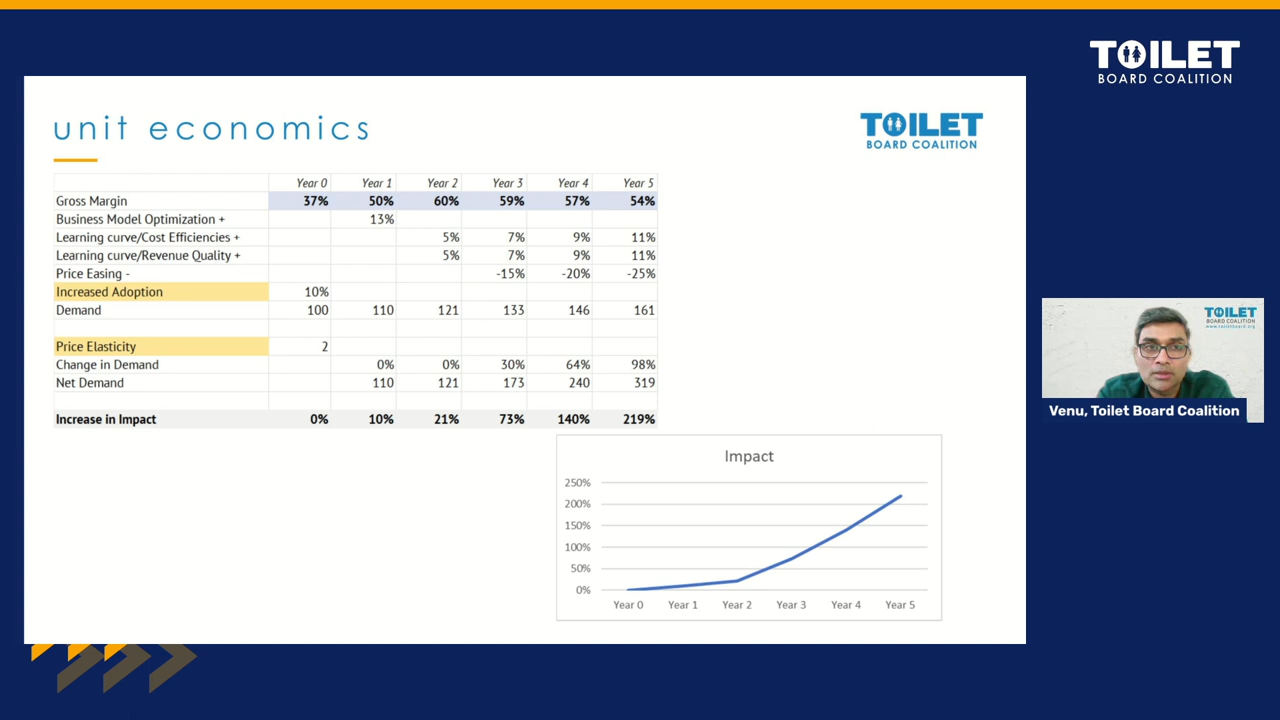 TOILET
BOARD COALITION
unit economics
TOILET
BOARD COALITION
Year 0 Year 1 Year 2 Year 3 Year 4 Year 5
Gross Margin 37% 50% 60% 59% 57% 54%
Business Model Optimization + 13%
Learning curve/Cost Efficiencies + 5% 7% 9% 11%
Learning curve/Revenue Quality + 5% 7% 9% 11%
Price Easing - -15% -20% -25%
Increased Adoption 10%
Demand 100 110 121 133 146 161
Price Elasticity 2
Change in Demand 0% 0% 30% 64% 98%
Net Demand 110 121 173 240 319
Increase in Impact 0% 10% 21% 73% 140% 219%
Impact
250%
200%
150%
100%
50%
0%
Year 0 Year 1 Year 2 Year 3 Year 4 Year 5
TOILET
BOARD COALITION
www.toiletboard.org
Venu, Toilet Board Coalition